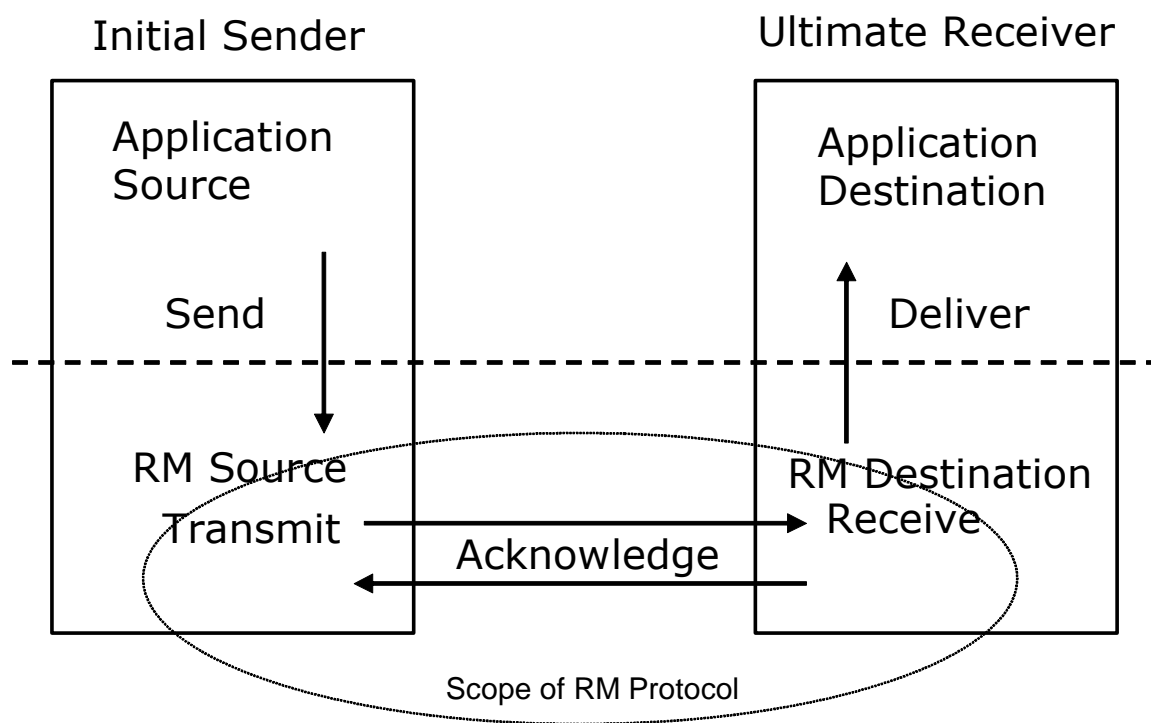 Initial Sender
Ultimate Receiver
Application
Source
Application
Destination
Send
Deliver
RM Source
RM Destination
Transmit
Receive
Acknowledge
Scope of RM Protocol